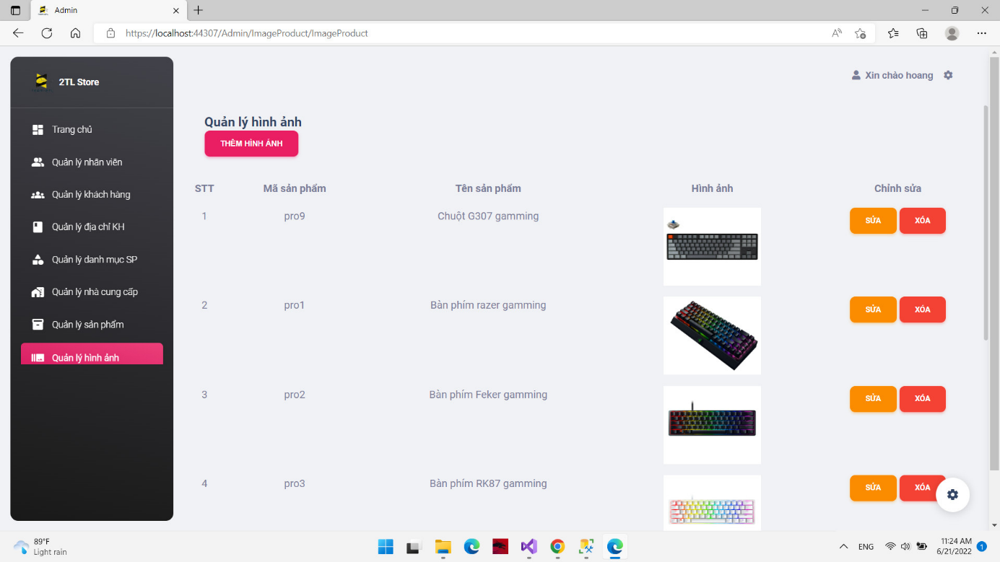 Admin
https://localhost:44307/Admin/ImageProduct/ImageProduct
2TL Store
Xin chào hoang
Trang chủ
Quản lý nhân viên
Quản lý khách hàng
Quản lý địa chỉ KH
Quản lý danh mục SP
Quản lý nhà cung cấp
Quản lý sản phẩm
Quản lý hình ảnh
Quản lý hình ảnh
THÊM HÌNH ẢNH
STT Mã sản phẩm Tên sản phẩm Hình ảnh Chỉnh sửa
1 pro9 Chuột G307 gamming SỬA XÓA
2 pro1 Bàn phím razer gamming SỬA XÓA
3 pro2 Bàn phím Feker gamming SỬA XÓA
4 pro3 Bàn phím RK87 gamming SỬA XÓA
89°F
Light rain
ENG
11:24 AM
6/21/2022
1